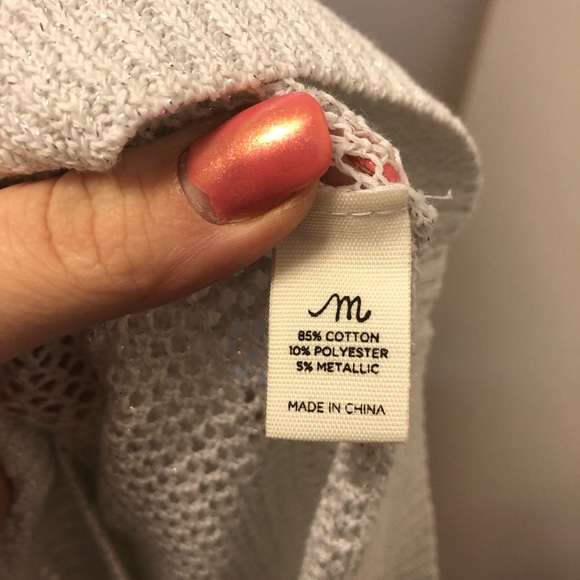 m
85% COTTON
10% POLYESTER
5% METALLIC
MADE IN CHINA